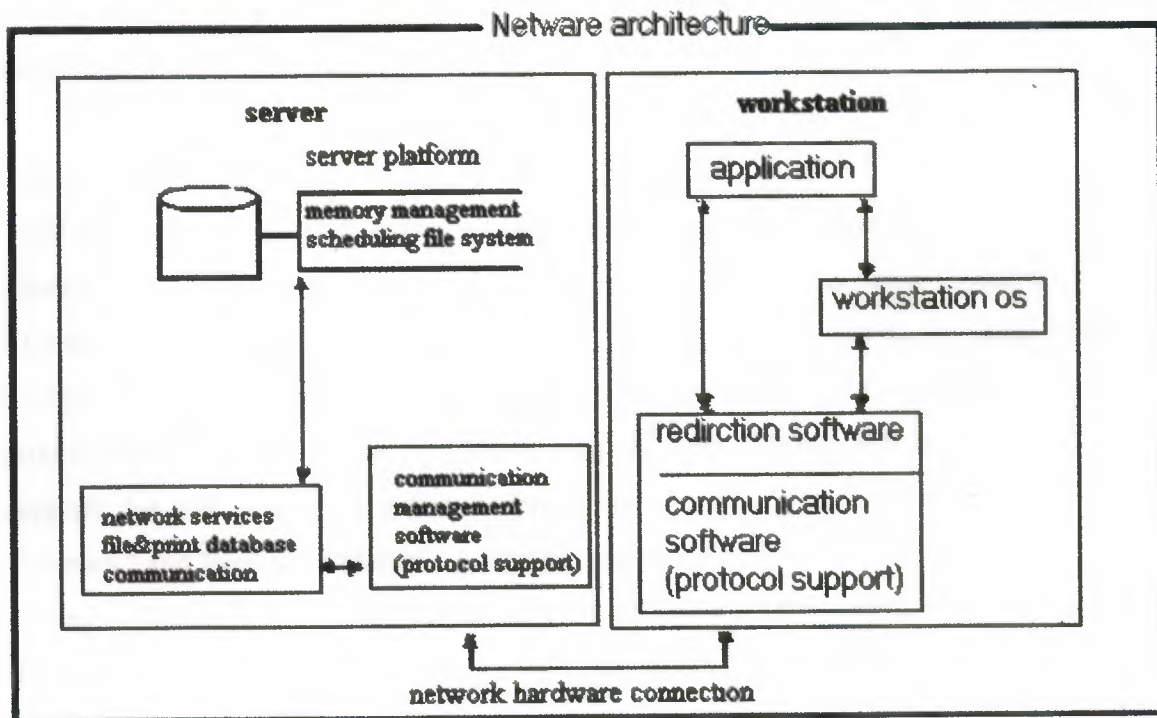 Netware architecture
server
server platform
memory management
scheduling file system
network services
file&print database
communication
communication
management
software
(protocol support)
workstation
application
workstation os
redirction software
communication
software
(protocol support)
network hardware connection